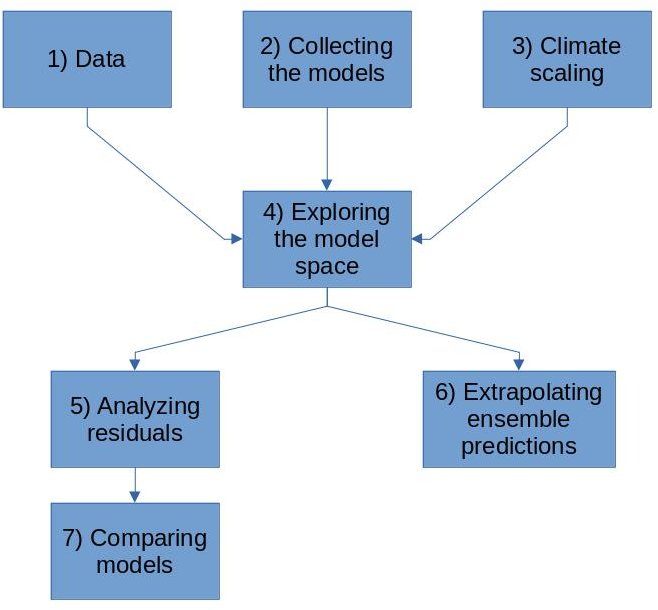 1) Data
2) Collecting
the models
3) Climate
scaling
4) Exploring
the model
space
5) Analyzing
residuals
6) Extrapolating
ensemble
predictions
7) Comparing
models